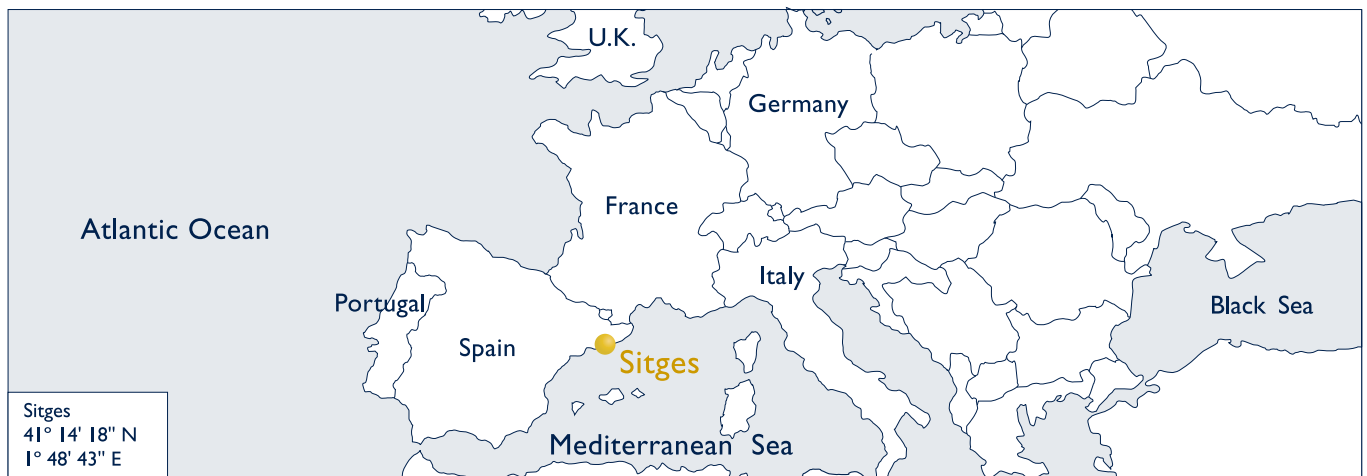 U.K.
Germany
France
Atlantic Ocean
Italy
Portugal
Black Sea
Spain
Sitges
Sitges
41° 14' 18" N
1° 48' 43" E
Mediterranean Sea